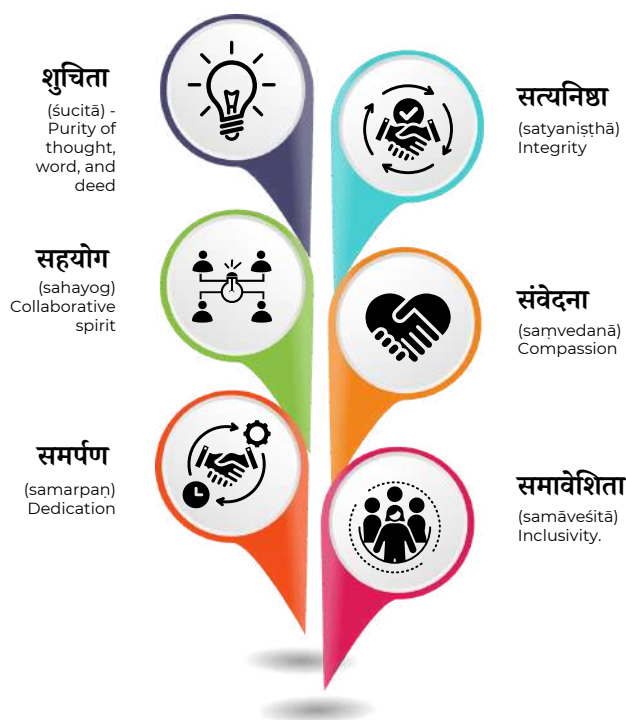 शुचिता
(śucitā) -
Purity of
thought,
word, and
deed
सत्यनिष्ठा
(satyaniṣṭhā)
Integrity
सहयोग
(sahayog)
Collaborative
spirit
संवेदना
(saṃvedanā)
Compassion
समर्पण
(samarpaṇ)
Dedication
समावेशिता
(samāveśitā)
Inclusivity.